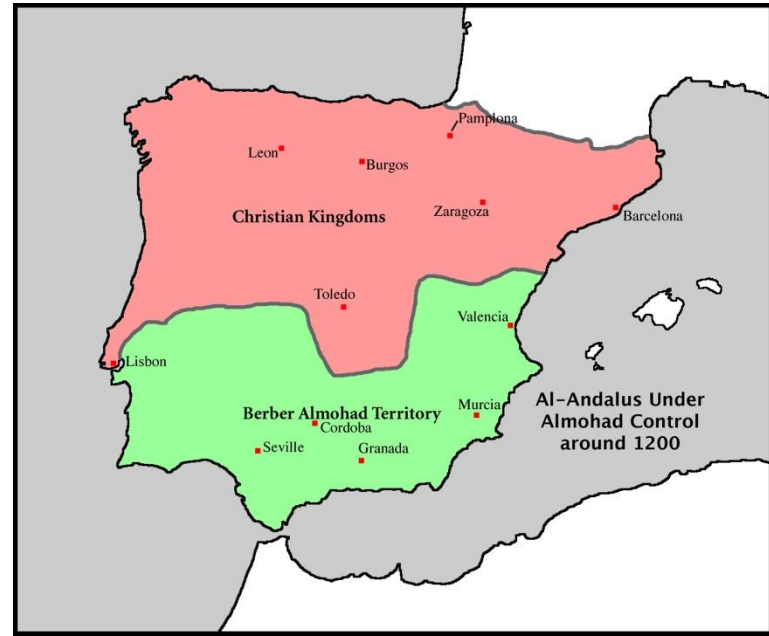 Pamplona
Leon
Burgos
Zaragoza
Barcelona
Christian Kingdoms
Toledo
Valencia
Lisbon
Berber Almohad Territory
Murcia
Cordoba
Seville
Granada
Al-Andalus Under
Almohad Control
around 1200